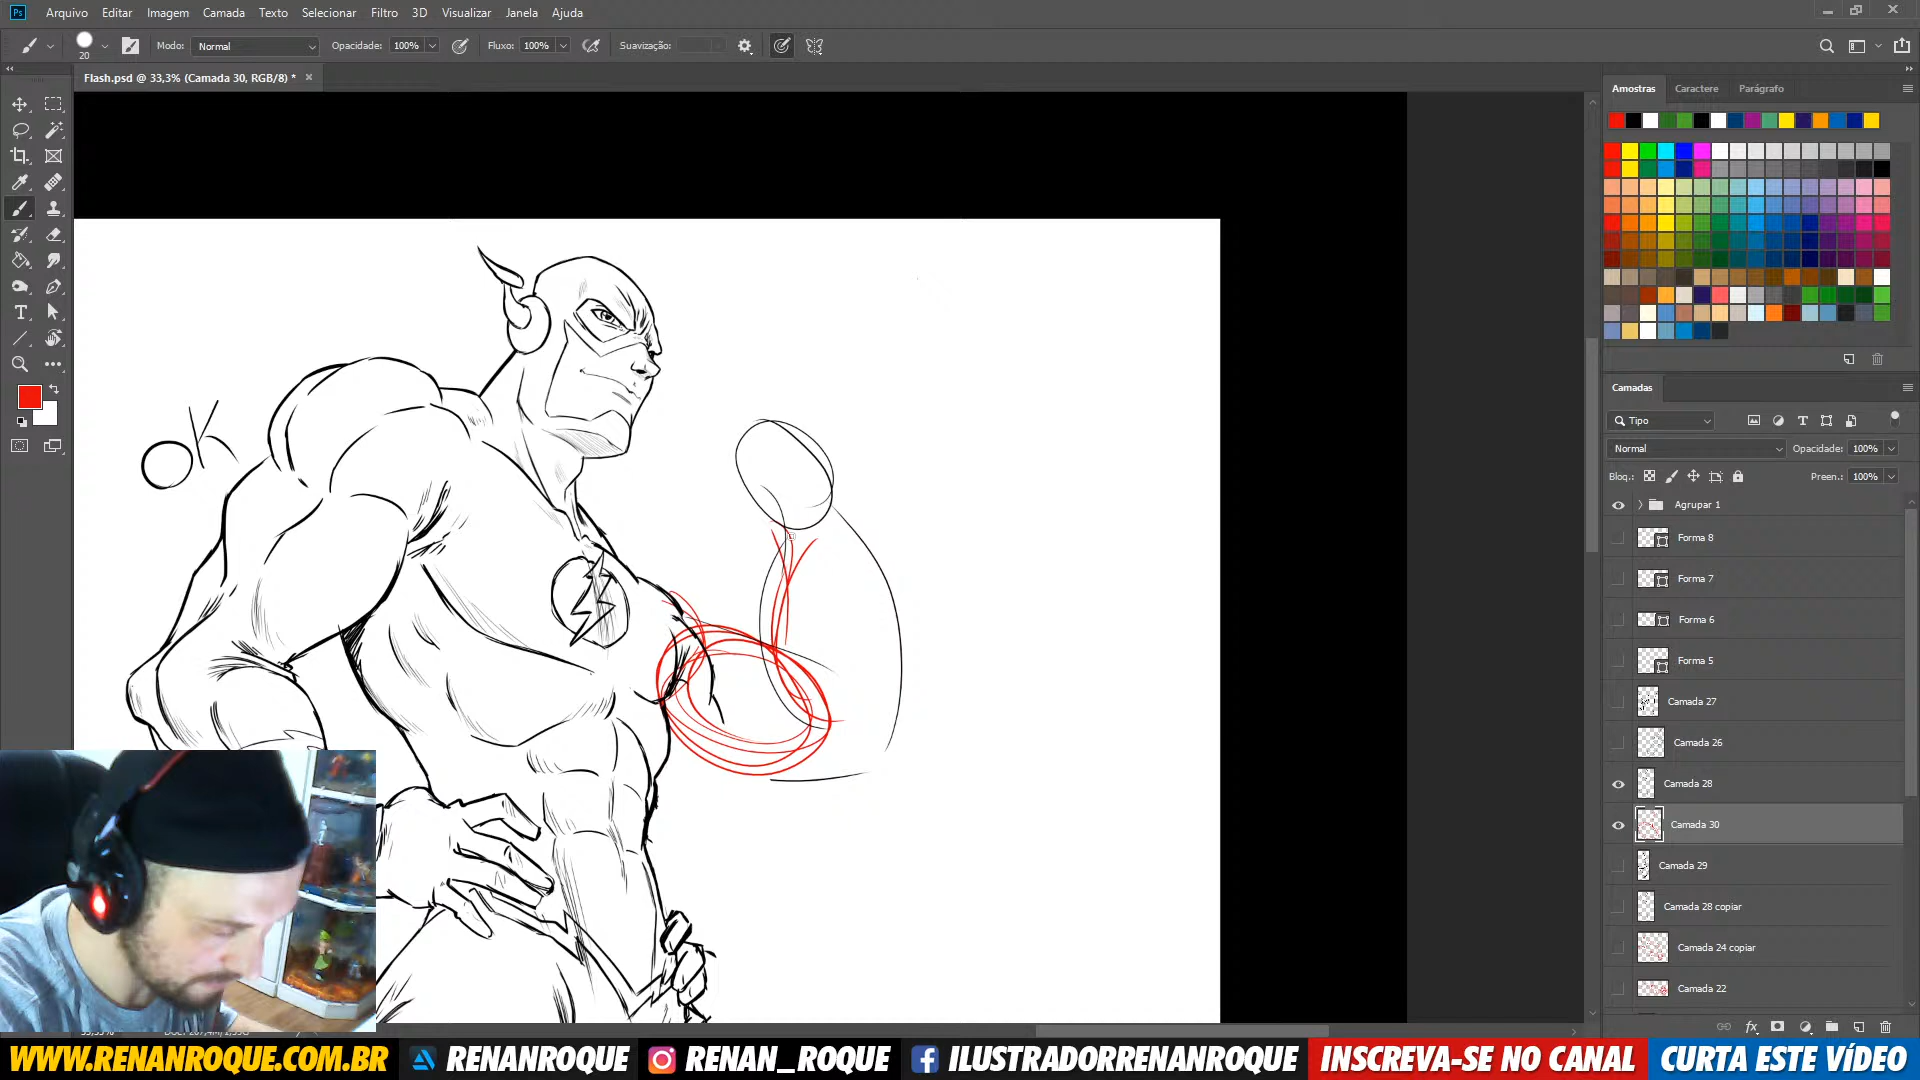 Ps Arquivo Editar Imagem Camada Texto Selecionar Filtro 3D Visualizar Janela Ajuda
20 Modo: Normal Opacidade: 100% Fluxo: 100% Suavização:
Flash.psd @ 33,3% (Camada 30, RGB/8) *
Amostras Caractere Parágrafo
Camadas
Tipo
Normal Opacidade: 100%
Bloq.: Preen.: 100%
Agrupar 1
Forma 8
Forma 7
Forma 6
Forma 5
Camada 27
Camada 26
Camada 28
Camada 30
Camada 29
Camada 28 copiar
Camada 24 copiar
Camada 22
OK
WWW.RENANROQUE.COM.BR RENANROQUE RENAN_ROQUE ILUSTRADORRENANROQUE INSCREVA-SE NO CANAL CURTA ESTE VÍDEO